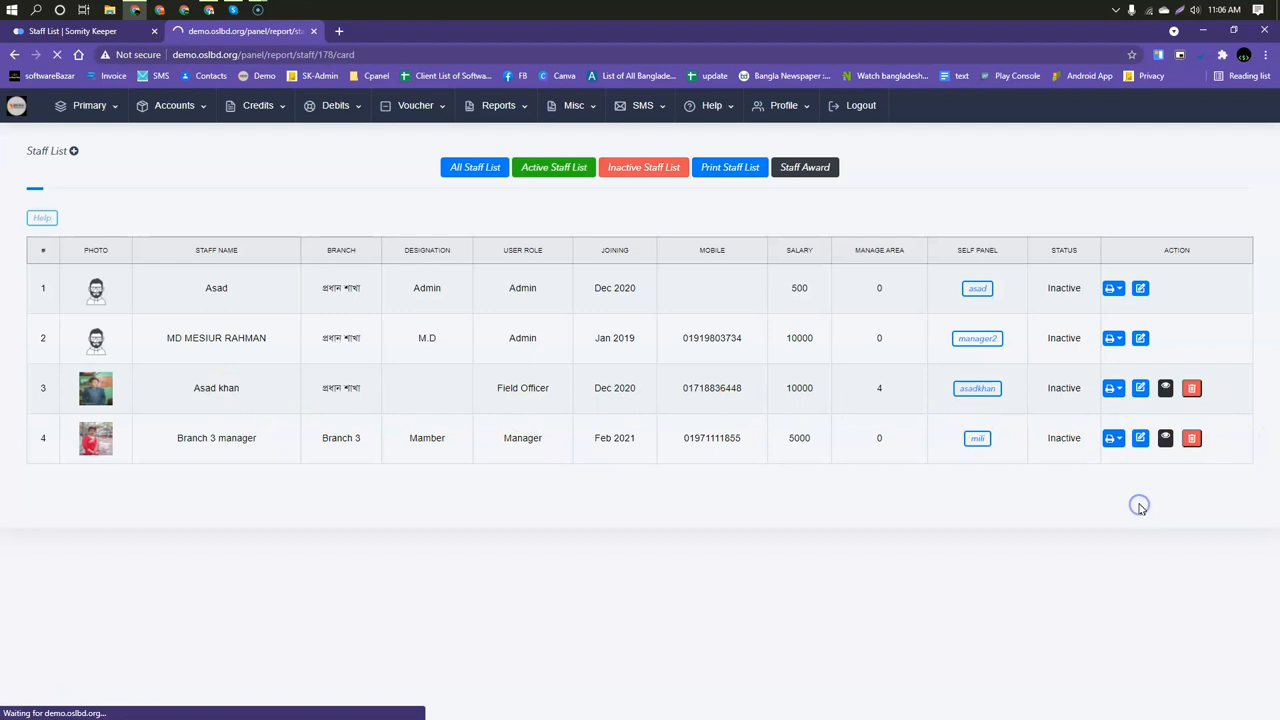 11:06 AM
Staff List | Somity Keeper
demo.oslbd.org/panel/report/sta
Not secure demo.oslbd.org/panel/report/staff/178/card
softwareBazar Invoice SMS Contacts Demo SK-Admin Cpanel Client List of Softwa... FB Canva List of All Banglade... update Bangla Newspaper :... Watch bangladesh... text Play Console Android App Privacy Reading list
Primary Accounts Credits Debits Voucher Reports Misc SMS Help Profile Logout
Staff List
All Staff List Active Staff List Inactive Staff List Print Staff List Staff Award
Help
# PHOTO STAFF NAME BRANCH DESIGNATION USER ROLE JOINING MOBILE SALARY MANAGE AREA SELF PANEL STATUS ACTION
1 Asad প্রধান শাখা Admin Admin Dec 2020 500 0 asad Inactive
2 MD MESIUR RAHMAN প্রধান শাখা M.D Admin Jan 2019 01919803734 10000 0 manager2 Inactive
3 Asad khan প্রধান শাখা Field Officer Dec 2020 01718836448 10000 4 asadkhan Inactive
4 Branch 3 manager Branch 3 Mamber Manager Feb 2021 01971111855 5000 0 mili Inactive
Waiting for demo.oslbd.org...